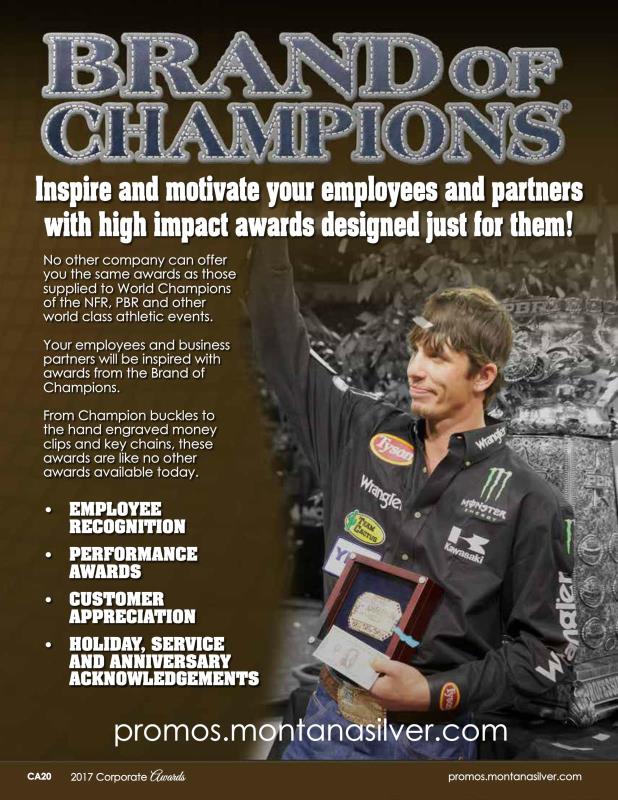 BRAND OF
CHAMPIONS®
Inspire and motivate your employees and partners
with high impact awards designed just for them!
No other company can offer
you the same awards as those
supplied to World Champions
of the NFR, PBR and other
world class athletic events.
Your employees and business
partners will be inspired with
awards from the Brand of
Champions.
From Champion buckles to
the hand engraved money
clips and key chains, these
awards are like no other
awards available today.
• EMPLOYEE
RECOGNITION
• PERFORMANCE
AWARDS
• CUSTOMER
APPRECIATION
• HOLIDAY, SERVICE
AND ANNIVERSARY
ACKNOWLEDGEMENTS
PBR
Wrangler
Tyson
Wrangler
MONSTER
ENERGY
TEAM
CACTUS
Kawasaki
Wrangler
Tyson
promos.montanasilver.com
CA20 2017 Corporate Awards promos.montanasilver.com